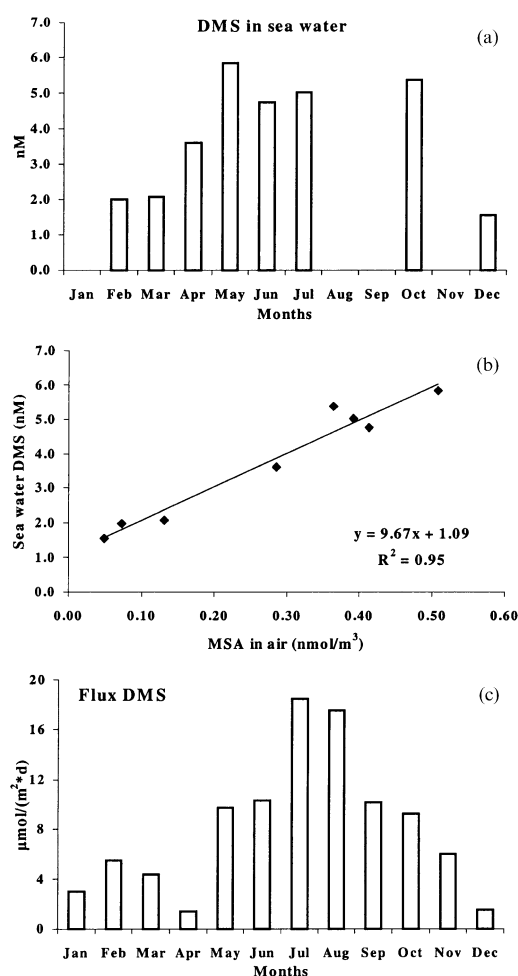 DMS in sea water
(a)
7.0
6.0
5.0
4.0
3.0
2.0
1.0
0.0
nM
Jan Feb Mar Apr May Jun Jul Aug Sep Oct Nov Dec
Months
(b)
7.0
6.0
5.0
4.0
3.0
2.0
1.0
0.0
Sea water DMS (nM)
y = 9.67x + 1.09
R² = 0.95
0.00 0.10 0.20 0.30 0.40 0.50 0.60
MSA in air (nmol/m³)
Flux DMS
(c)
20
16
12
8
4
0
µmol/(m²*d)
Jan Feb Mar Apr May Jun Jul Aug Sep Oct Nov Dec
Months